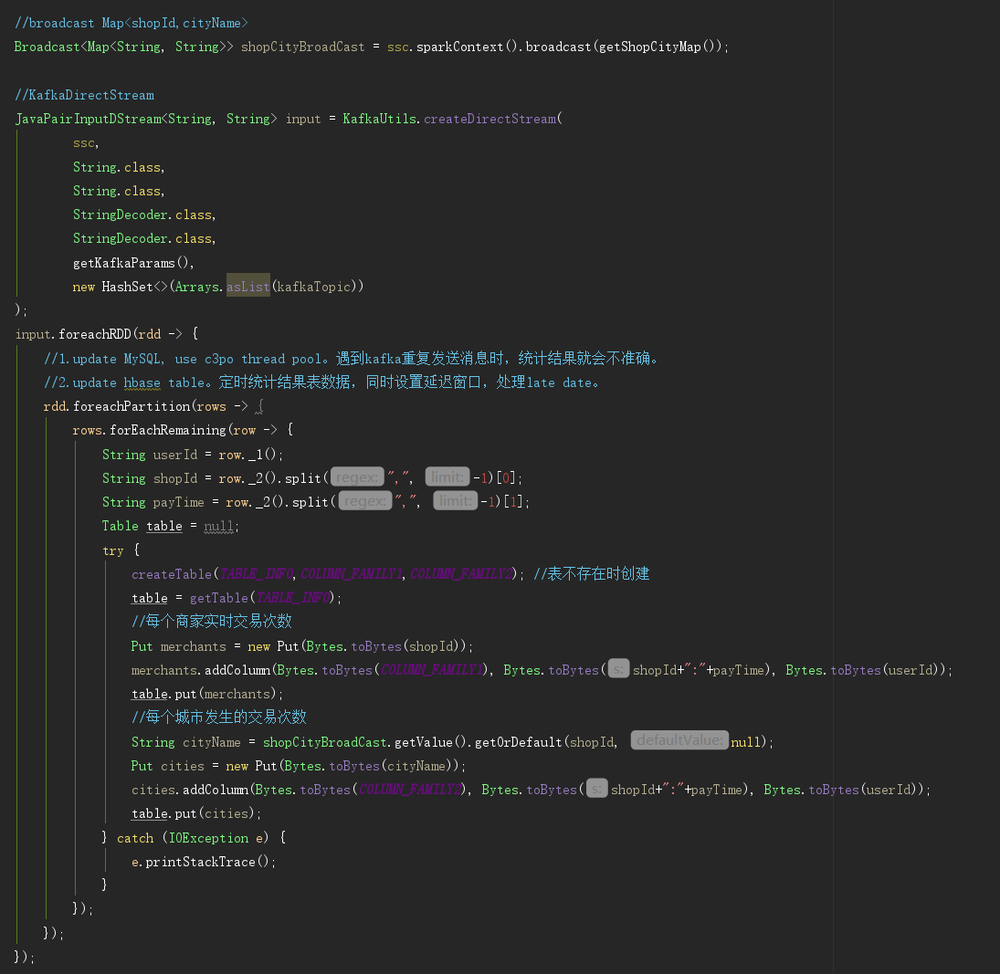 //broadcast Map<shopId,cityName>
Broadcast<Map<String, String>> shopCityBroadCast = ssc.sparkContext().broadcast(getShopCityMap());
//KafkaDirectStream
JavaPairInputDStream<String, String> input = KafkaUtils.createDirectStream(
ssc,
String.class,
String.class,
StringDecoder.class,
StringDecoder.class,
getKafkaParams(),
new HashSet<>(Arrays.asList(kafkaTopic))
);
input.foreachRDD(rdd -> {
//1.update MySQL, use c3po thread pool。遇到kafka重复发送消息时，统计结果就会不准确。
//2.update hbase table。定时统计结果表数据，同时设置延迟窗口，处理late date。
rdd.foreachPartition(rows -> {
rows.forEachRemaining(row -> {
String userId = row._1();
String shopId = row._2().split( regex: ",", limit: -1)[0];
String payTime = row._2().split( regex: ",", limit: -1)[1];
Table table = null;
try {
createTable(TABLE_INFO,COLUMN_FAMILY1,COLUMN_FAMILY2); //表不存在时创建
table = getTable(TABLE_INFO);
//每个商家实时交易次数
Put merchants = new Put(Bytes.toBytes(shopId));
merchants.addColumn(Bytes.toBytes(COLUMN_FAMILY1), Bytes.toBytes( s: shopId+":"+payTime), Bytes.toBytes(userId));
table.put(merchants);
//每个城市发生的交易次数
String cityName = shopCityBroadCast.getValue().getOrDefault(shopId, defaultValue: null);
Put cities = new Put(Bytes.toBytes(cityName));
cities.addColumn(Bytes.toBytes(COLUMN_FAMILY2), Bytes.toBytes( s: shopId+":"+payTime), Bytes.toBytes(userId));
table.put(cities);
} catch (IOException e) {
e.printStackTrace();
}
});
});
});